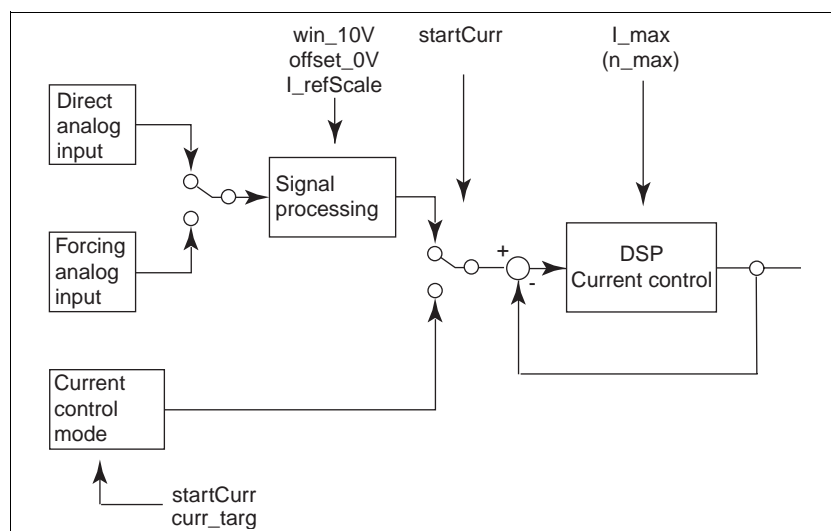 win_10V
offset_0V
I_refScale
startCurr
I_max
(n_max)
Direct
analog
input
Signal
processing
Forcing
analog
input
+
-
DSP
Current control
Current
control
mode
startCurr
curr_targ